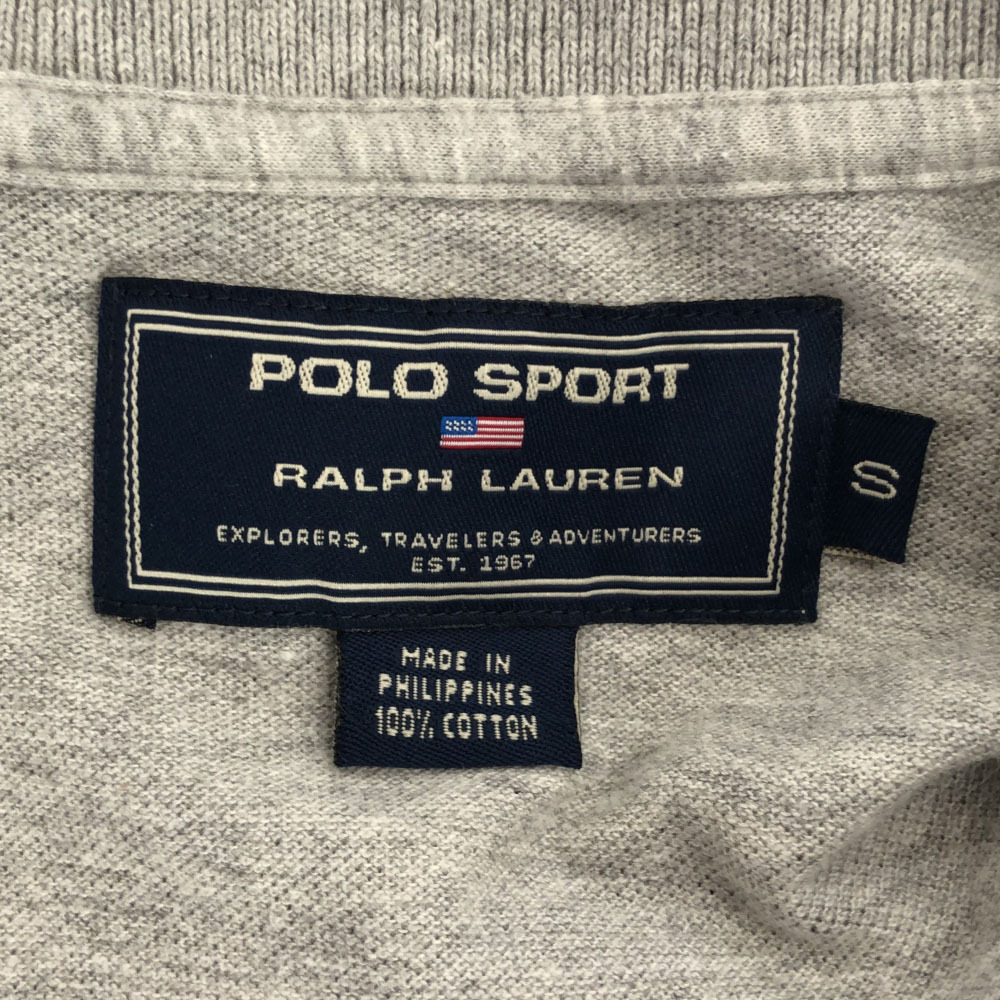 POLO SPORT
RALPH LAUREN
EXPLORERS, TRAVELERS & ADVENTURERS
EST. 1967
S
MADE IN
PHILIPPINES
100% COTTON